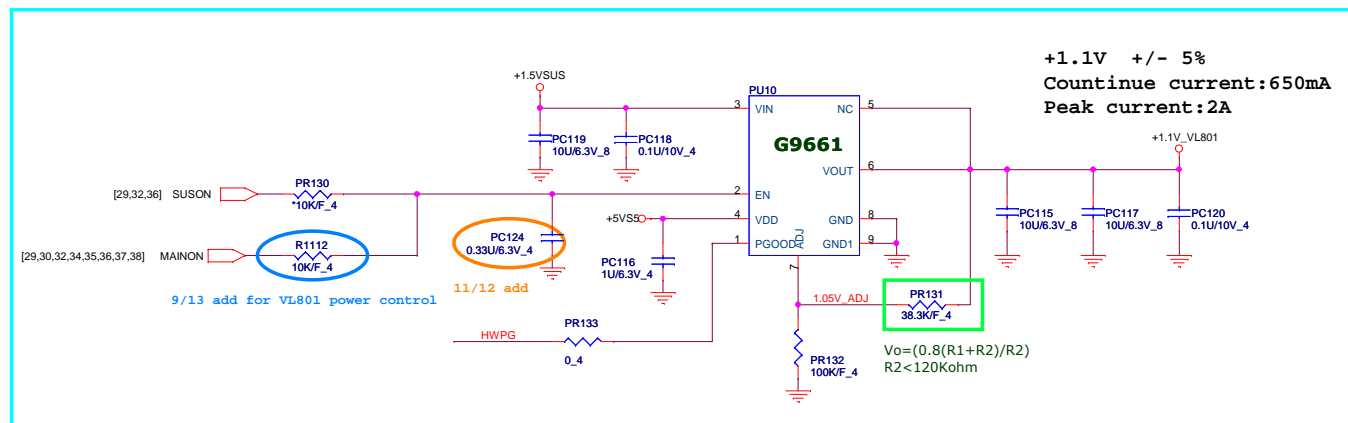 +1.1V +/- 5%
Countinue current:650mA
Peak current:2A
+1.5VSUS
PU10
3 VIN
NC 5
G9661
+1.1V_VL801
PC119
10U/6.3V_8
PC118
0.1U/10V_4
VOUT 6
[29,32,36] SUSON
PR130
*10K/F_4
2 EN
+5VS5
4 VDD
GND 8
PC115
10U/6.3V_8
PC117
10U/6.3V_8
PC120
0.1U/10V_4
PC124
0.33U/6.3V_4
1 PGOOD
ADJ
GND1 9
[29,30,32,34,35,36,37,38] MAINON
R1112
10K/F_4
PC116
1U/6.3V_4
7
11/12 add
9/13 add for VL801 power control
1.05V_ADJ
PR131
38.3K/F_4
HWPG
PR133
0_4
PR132
100K/F_4
Vo=(0.8(R1+R2)/R2)
R2<120Kohm